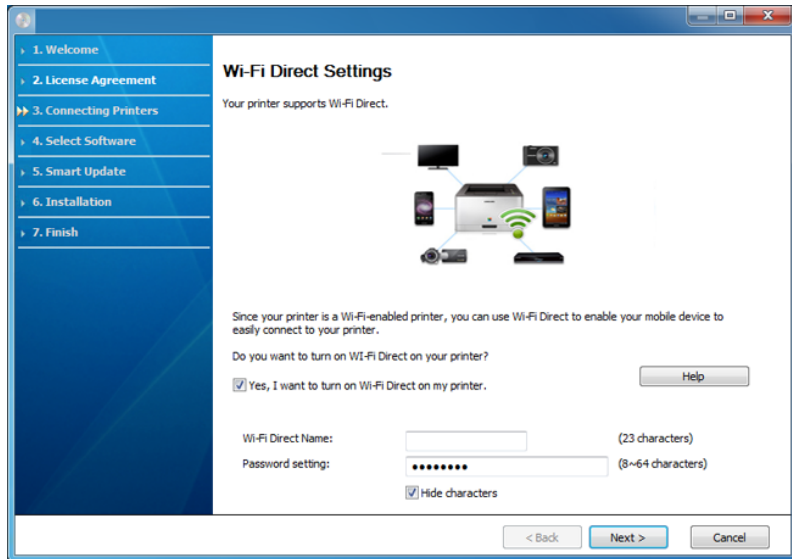 1. Welcome
2. License Agreement
3. Connecting Printers
4. Select Software
5. Smart Update
6. Installation
7. Finish
Wi-Fi Direct Settings
Your printer supports Wi-Fi Direct.
Since your printer is a Wi-Fi-enabled printer, you can use Wi-Fi Direct to enable your mobile device to
easily connect to your printer.
Do you want to turn on WI-Fi Direct on your printer?
Yes, I want to turn on Wi-Fi Direct on my printer.
Help
Wi-Fi Direct Name: (23 characters)
Password setting: ●●●●●●●● (8~64 characters)
Hide characters
< Back Next > Cancel